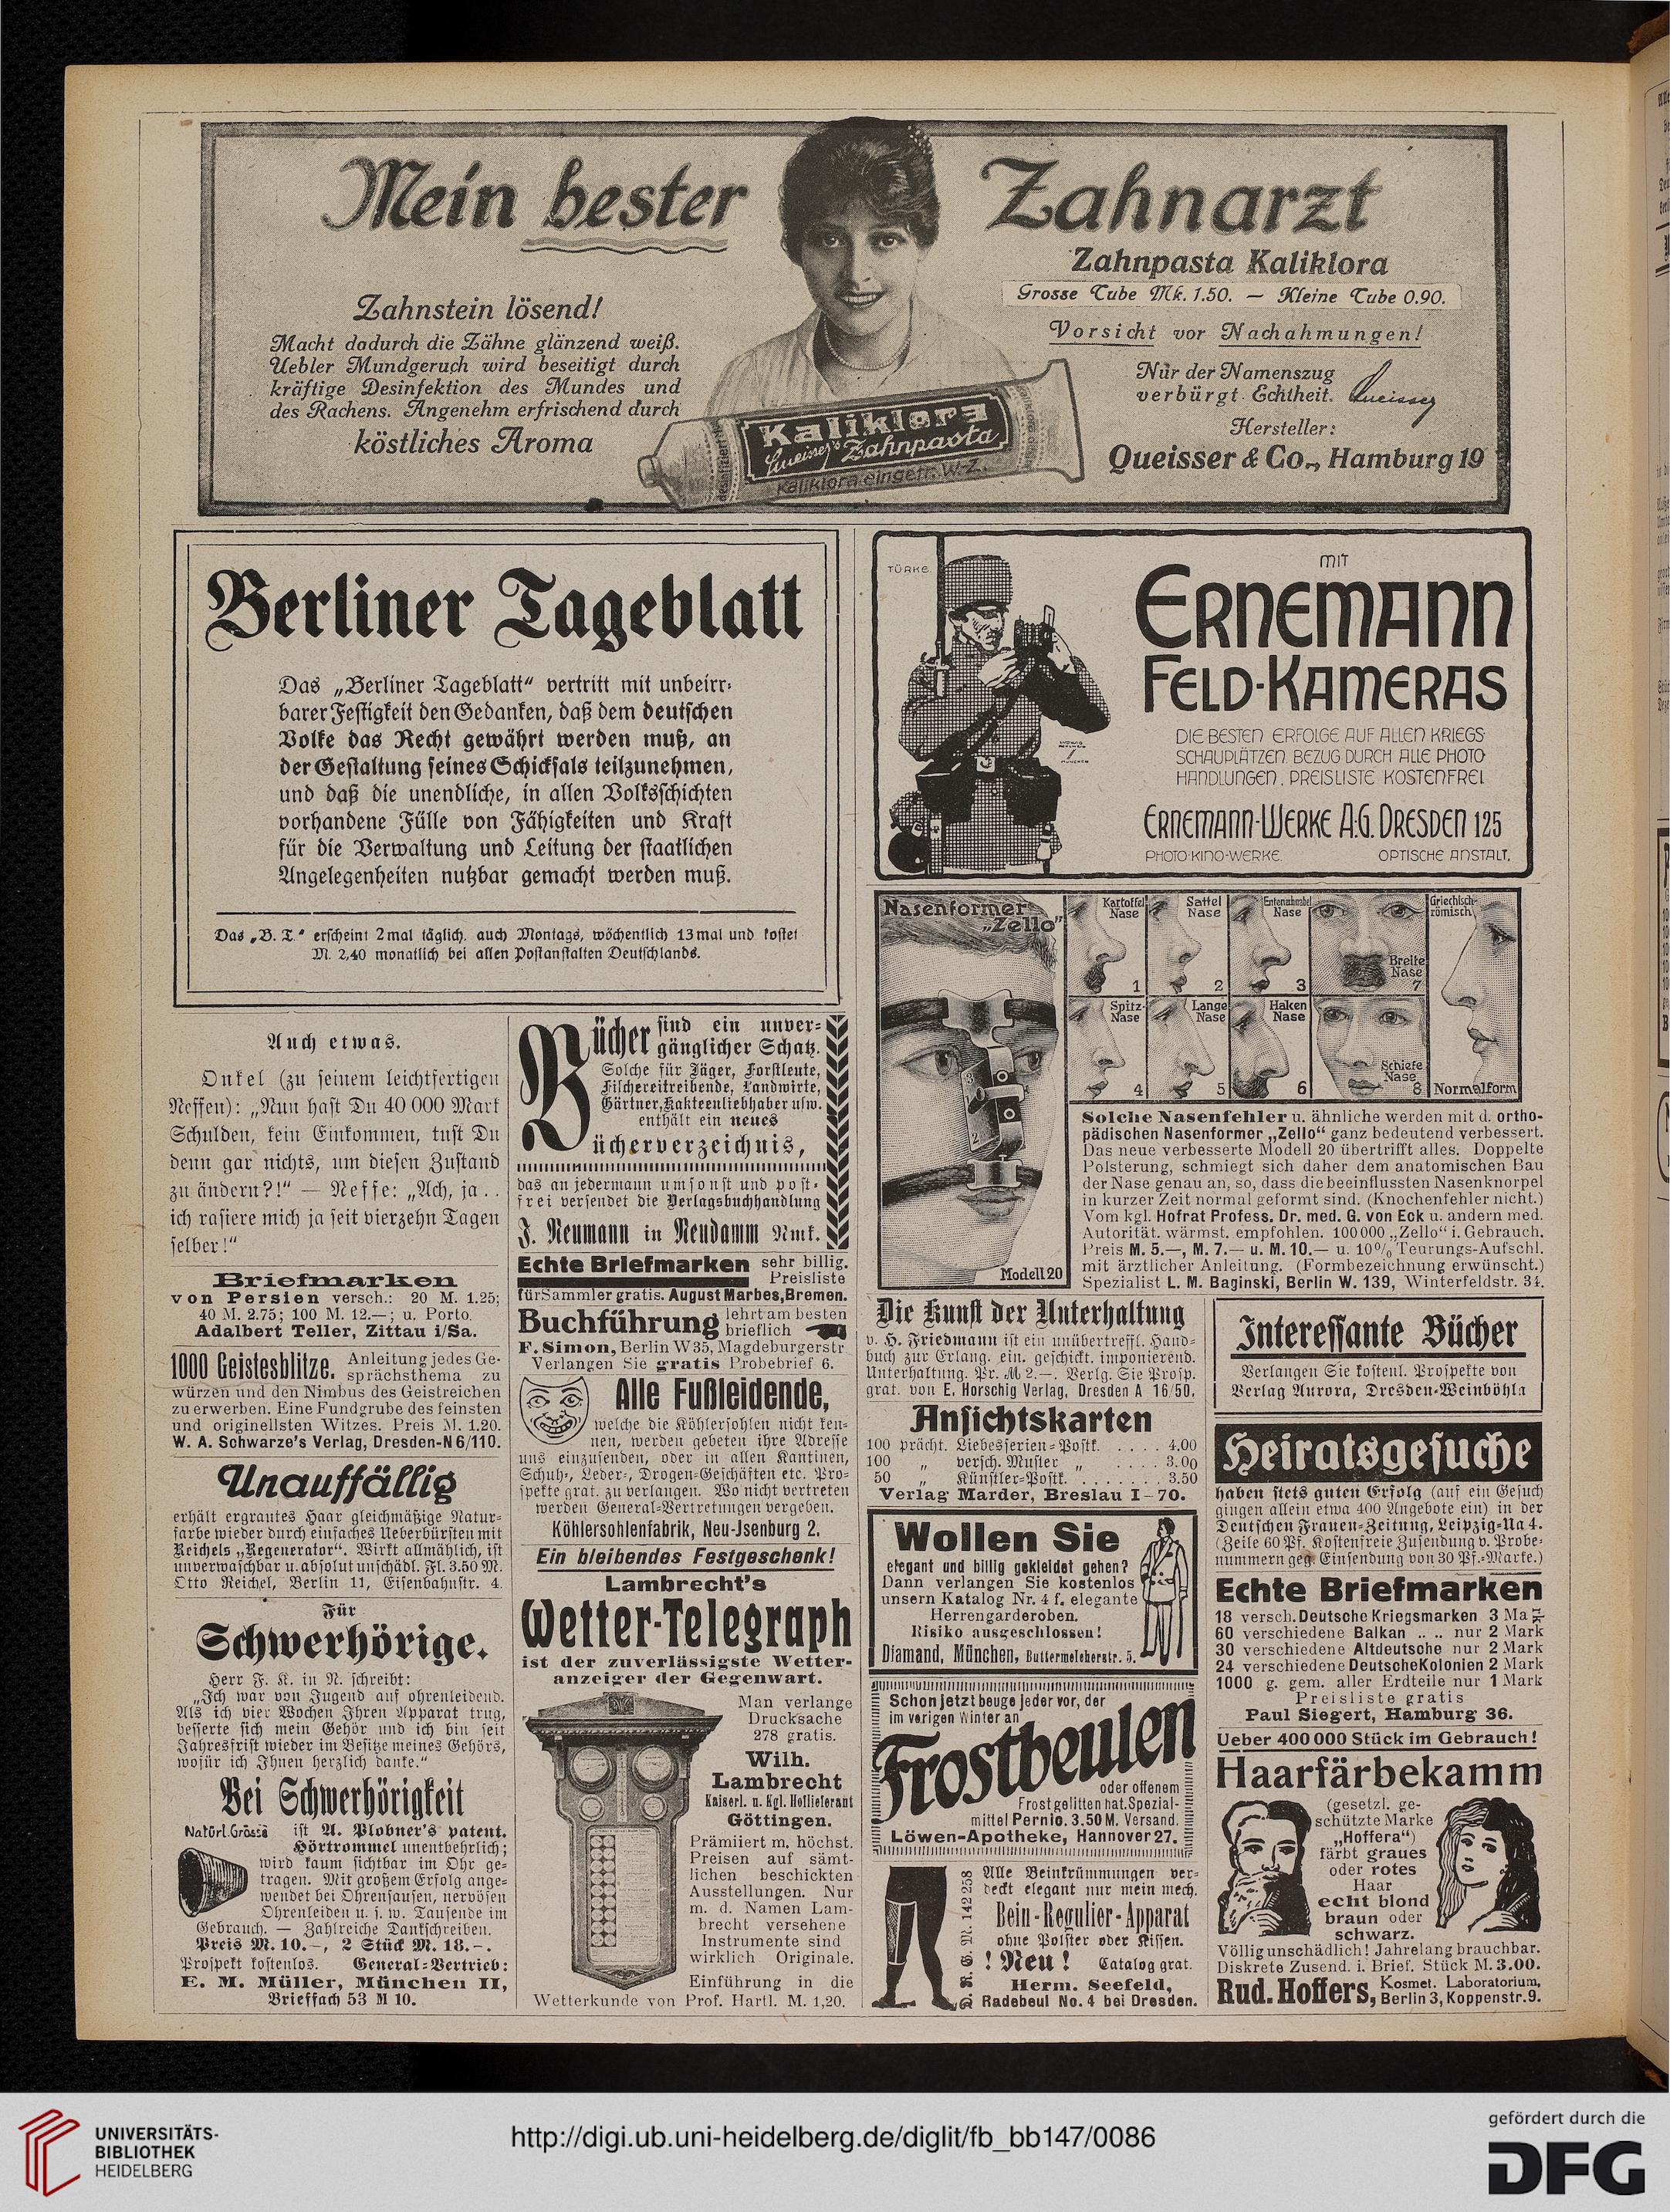 Mein bester
Zahnarzt
Zahnpasta Kaliklora
Grosse Tube Mk. 1.50. — Kleine Tube 0.90.
Vorsicht vor Nachahmungen!
Nur der Namenszug
verbürgt Echtheit. Queisser
Hersteller:
Queisser & Co., Hamburg 19
Zahnstein lösend!
Macht dadurch die Zähne glänzend weiß.
Uebler Mundgeruch wird beseitigt durch
kräftige Desinfektion des Mundes und
des Rachens. Angenehm erfrischend durch
köstliches Aroma
Kaliklora
Queisser's Zahnpasta
Kaliklora eingetr. W-Z.
Berliner Tageblatt
Das „Berliner Tageblatt“ vertritt mit unbeirr-
barer Festigkeit den Gedanken, daß dem deutschen
Volke das Recht gewährt werden muß, an
der Gestaltung seines Schicksals teilzunehmen,
und daß die unendliche, in allen Volksschichten
vorhandene Fülle von Fähigkeiten und Kraft
für die Verwaltung und Leitung der staatlichen
Angelegenheiten nutzbar gemacht werden muß.
Das „B. T.“ erscheint 2mal täglich, auch Montags, wöchentlich 13mal und kostet
M. 2,40 monatlich bei allen Postanstalten Deutschlands.
TÜRKE.
MIT
ERNEMANN
FELD-KAMERAS
DIE BESTEN ERFOLGE AUF ALLEN KRIEGS-
SCHAUPLÄTZEN. BEZUG DURCH ALLE PHOTO-
HANDLUNGEN. PREISLISTE KOSTENFREI
ERNEMANN-WERKE A-G. DRESDEN 125
PHOTO-KINO-WERKE. OPTISCHE ANSTALT.
Nasenformer
„Zello“
Modell 20
Kartoffel Nase 1
Sattel Nase 2
Entenschnabel Nase 3
Breite Nase 7
Griechisch-römisch
Spitz-Nase 4
Lange Nase 5
Haken Nase 6
Schiefe Nase 8
Normalform
Solche Nasenfehler u. ähnliche werden mit d. ortho-
pädischen Nasenformer „Zello“ ganz bedeutend verbessert.
Das neue verbesserte Modell 20 übertrifft alles. Doppelte
Polsterung, schmiegt sich daher dem anatomischen Bau
der Nase genau an, so, dass die beeinflussten Nasenknorpel
in kurzer Zeit normal geformt sind. (Knochenfehler nicht.)
Vom kgl. Hofrat Profess. Dr. med. G. von Eck u. andern med.
Autorität. wärmst. empfohlen. 100000 „Zello“ i. Gebrauch.
Preis M. 5.—, M. 7.— u. M. 10.— u. 10% Teurungs-Aufschl.
mit ärztlicher Anleitung. (Formbezeichnung erwünscht.)
Spezialist L. M. Baginski, Berlin W. 139, Winterfeldstr. 34.
Auch etwas.
Onkel (zu seinem leichtfertigen
Neffen): „Nun hast Du 40 000 Mark
Schulden, kein Einkommen, tust Du
denn gar nichts, um diesen Zustand
zu ändern?!“ — Neffe: „Ach, ja ..
ich rasiere mich ja seit vierzehn Tagen
selber!“
Briefmarken
von Persien versch.: 20 M. 1.25;
40 M. 2.75; 100 M. 12.—; u. Porto.
Adalbert Teller, Zittau i/Sa.
1000 Geistesblitze. Anleitung jedes Ge-
sprächsthema zu
würzen und den Nimbus des Geistreichen
zu erwerben. Eine Fundgrube des feinsten
und originellsten Witzes. Preis M. 1.20.
W. A. Schwarze's Verlag, Dresden-N 6/110.
Unauffällig
erhält ergrautes Haar gleichmäßige Natur-
farbe wieder durch einfaches Ueberbürsten mit
Reichels „Regenerator“. Wirkt allmählich, ist
unverwaschbar u. absolut unschädl. Fl. 3.50 M.
Otto Reichel, Berlin 11, Eisenbahnstr. 4.
Für
Schwerhörige.
Herr F. K. in N. schreibt:
„Ich war von Jugend auf ohrenleidend.
Als ich vier Wochen Ihren Apparat trug,
besserte sich mein Gehör und ich bin seit
Jahresfrist wieder im Besitze meines Gehörs,
wofür ich Ihnen herzlich danke.“
Bei Schwerhörigkeit
Natürl. Grösse ist A. Plobner's patent.
Hörtrommel unentbehrlich;
wird kaum sichtbar im Ohr ge-
tragen. Mit großem Erfolg ange-
wendet bei Ohrensausen, nervösen
Ohrenleiden u. s. w. Tausende im
Gebrauch. — Zahlreiche Dankschreiben.
Preis M. 10.—, 2 Stück M. 18.—.
Prospekt kostenlos. General-Vertrieb:
E. M. Müller, München II,
Brieffach 53 M 10.
Bücher sind ein unver-
gänglicher Schatz.
Solche für Jäger, Forstleute,
Fischereitreibende, Landwirte,
Gärtner, Kakteenliebhaber usw.
enthält ein neues
Bücherverzeichnis,
das an jedermann umsonst und post-
frei versendet die Verlagsbuchhandlung
J. Neumann in Neudamm Nmk.
Echte Briefmarken sehr billig.
Preisliste
für Sammler gratis. August Marbes, Bremen.
Buchführung lehrt am besten
brieflich
F. Simon, Berlin W 35, Magdeburgerstr
Verlangen Sie gratis Probebrief 6.
Alle Fußleidende,
welche die Köhlersohlen nicht ken-
nen, werden gebeten ihre Adresse
uns einzusenden, oder in allen Kantinen,
Schuh-, Leder-, Drogen-Geschäften etc. Pro-
spekte grat. zu verlangen. Wo nicht vertreten
werden General-Vertretungen vergeben.
Köhlersohlenfabrik, Neu-Isenburg 2.
Ein bleibendes Festgeschenk!
Lambrecht's
Wetter-Telegraph
ist der zuverlässigste Wetter-
anzeiger der Gegenwart.
Man verlange
Drucksache
278 gratis.
Wilh.
Lambrecht
Kaiserl. u. Kgl. Hoflieferant
Göttingen.
Prämiiert m. höchst.
Preisen auf sämt-
lichen beschickten
Ausstellungen. Nur
m. d. Namen Lam-
brecht versehene
Instrumente sind
wirklich Originale.
Einführung in die
Wetterkunde von Prof. Hartl. M. 1,20.
Die Kunst der Unterhaltung
v. H. Friedmann ist ein unübertreffl. Hand-
buch zur Erlang. ein. geschickt. imponierend.
Unterhaltung. Pr. M 2.—. Verlg. Sie Prosp.
grat. von E. Horschig Verlag, Dresden A 16/50.
Ansichtskarten
100 prächt. Liebesserien-Postk. . . . . 4.00
100 „ versch. Muster „ . . . . 3.00
50 „ Künstler-Postk. . . . . . . . 3.50
Verlag Marder, Breslau I-70.
Wollen Sie
elegant und billig gekleidet gehen?
Dann verlangen Sie kostenlos
unsern Katalog Nr. 4 f. elegante
Herrengarderoben.
Risiko ausgeschlossen!
Diamand, München, Buttermelcherstr. 5.
Schon jetzt beuge jeder vor, der
im vorigen Winter an
Frostbeulen
oder offenem
Frost gelitten hat. Spezial-
mittel Pernio. 3.50 M. Versand.
Löwen-Apotheke, Hannover 27.
D. R. G. M. 142258
Alle Beinkrümmungen ver-
deckt elegant nur mein mech.
Bein-Regulier-Apparat
ohne Polster oder Kissen.
! Neu ! Catalog grat.
Herm. Seefeld,
Radebeul No. 4 bei Dresden.
Interessante Bücher
Verlangen Sie kostenl. Prospekte von
Verlag Aurora, Dresden-Weinböhla
Heiratsgesuche
haben stets guten Erfolg (auf ein Gesuch
gingen allein etwa 400 Angebote ein) in der
Deutschen Frauen-Zeitung, Leipzig-Ua 4.
(Zeile 60 Pf. Kostenfreie Zusendung v. Probe-
nummern geg. Einsendung von 30 Pf.-Marke.)
Echte Briefmarken
18 versch. Deutsche Kriegsmarken 3 Mark
60 verschiedene Balkan .. .. nur 2 Mark
30 verschiedene Altdeutsche nur 2 Mark
24 verschiedene Deutsche Kolonien 2 Mark
1000 g. gem. aller Erdteile nur 1 Mark
Preisliste gratis
Paul Siegert, Hamburg 36.
Ueber 400 000 Stück im Gebrauch!
Haarfärbekamm
(gesetzl. ge-
schützte Marke
„Hoffera“)
färbt graues
oder rotes
Haar
echt blond
braun oder
schwarz.
Völlig unschädlich! Jahrelang brauchbar.
Diskrete Zusend. i. Brief. Stück M. 3.00.
Rud. Hoffers, Kosmet. Laboratorium,
Berlin 3, Koppenstr. 9.
UNIVERSITÄTS-
BIBLIOTHEK
HEIDELBERG
http://digi.ub.uni-heidelberg.de/diglit/fb_bb147/0086
gefördert durch die
DFG